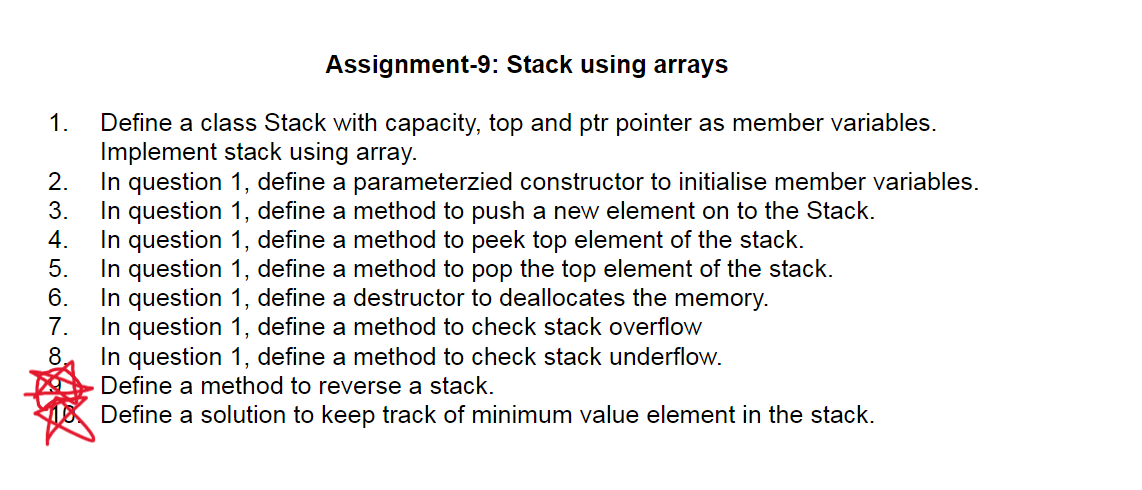 Assignment-9: Stack using arrays
1. Define a class Stack with capacity, top and ptr pointer as member variables.
Implement stack using array.
2. In question 1, define a parameterzied constructor to initialise member variables.
3. In question 1, define a method to push a new element on to the Stack.
4. In question 1, define a method to peek top element of the stack.
5. In question 1, define a method to pop the top element of the stack.
6. In question 1, define a destructor to deallocates the memory.
7. In question 1, define a method to check stack overflow
8. In question 1, define a method to check stack underflow.
9. Define a method to reverse a stack.
10. Define a solution to keep track of minimum value element in the stack.